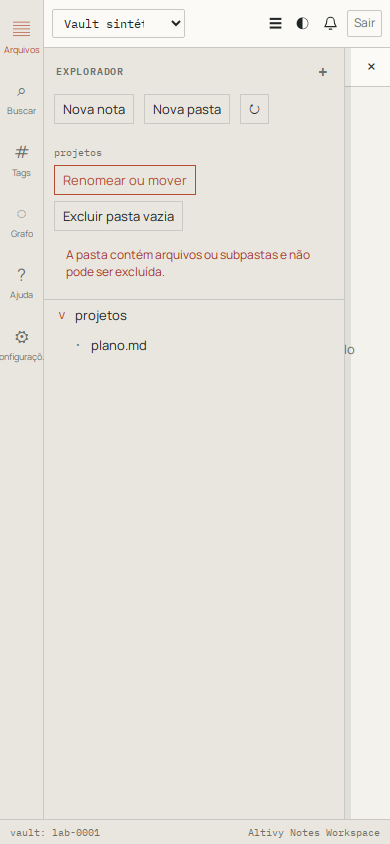 Vault sintét
Sair
Arquivos
Buscar
Tags
Grafo
Ajuda
onfiguraçõ
EXPLORADOR
+
Nova nota
Nova pasta
projetos
Renomear ou mover
Excluir pasta vazia
A pasta contém arquivos ou subpastas e não
pode ser excluída.
projetos
plano.md
lo
vault: lab-0001
Altivy Notes Workspace